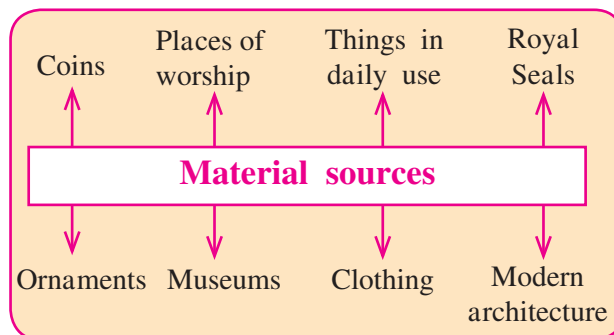 Coins
Places of
worship
Things in
daily use
Royal
Seals
Material sources
Ornaments
Museums
Clothing
Modern
architecture